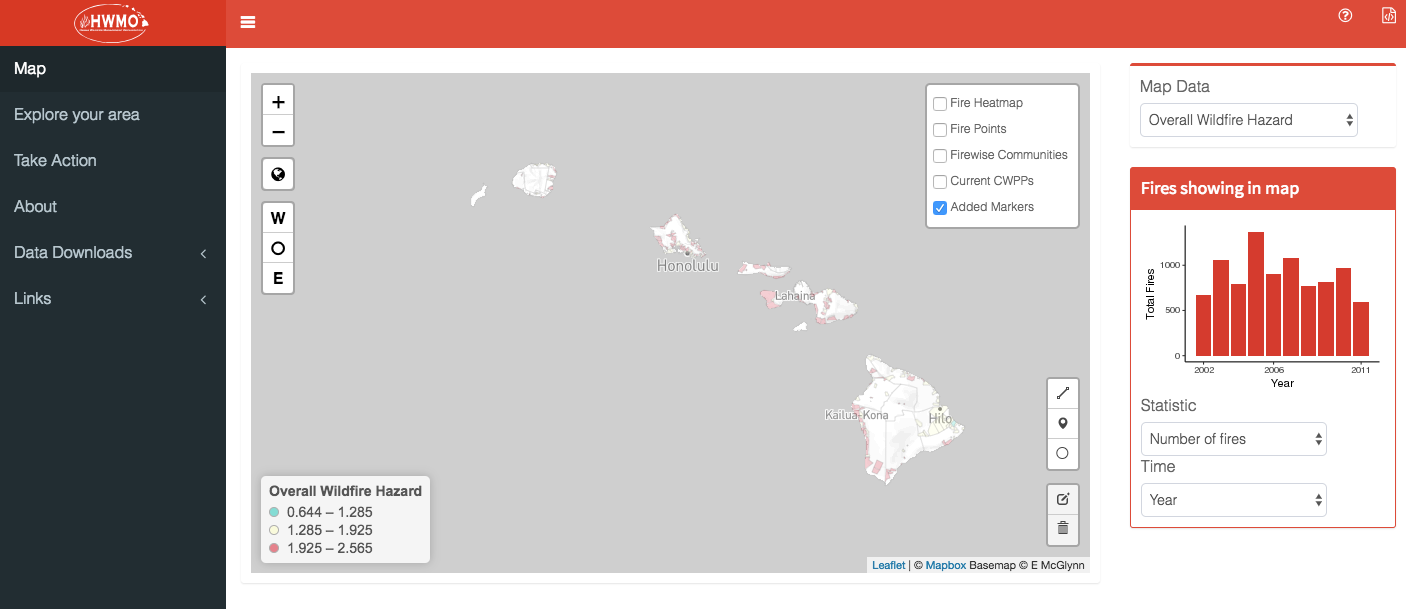 HWMO
Map
Explore your area
Take Action
About
Data Downloads
Links
+
−
W
O
E
Fire Heatmap
Fire Points
Firewise Communities
Current CWPPs
Added Markers
Honolulu
Lahaina
Kailua-Kona
Hilo
Overall Wildfire Hazard
0.644 – 1.285
1.285 – 1.925
1.925 – 2.565
Leaflet | © Mapbox Basemap © E McGlynn
Map Data
Overall Wildfire Hazard
Fires showing in map
Total Fires
1000
500
0
2002 2006 2011
Year
Statistic
Number of fires
Time
Year